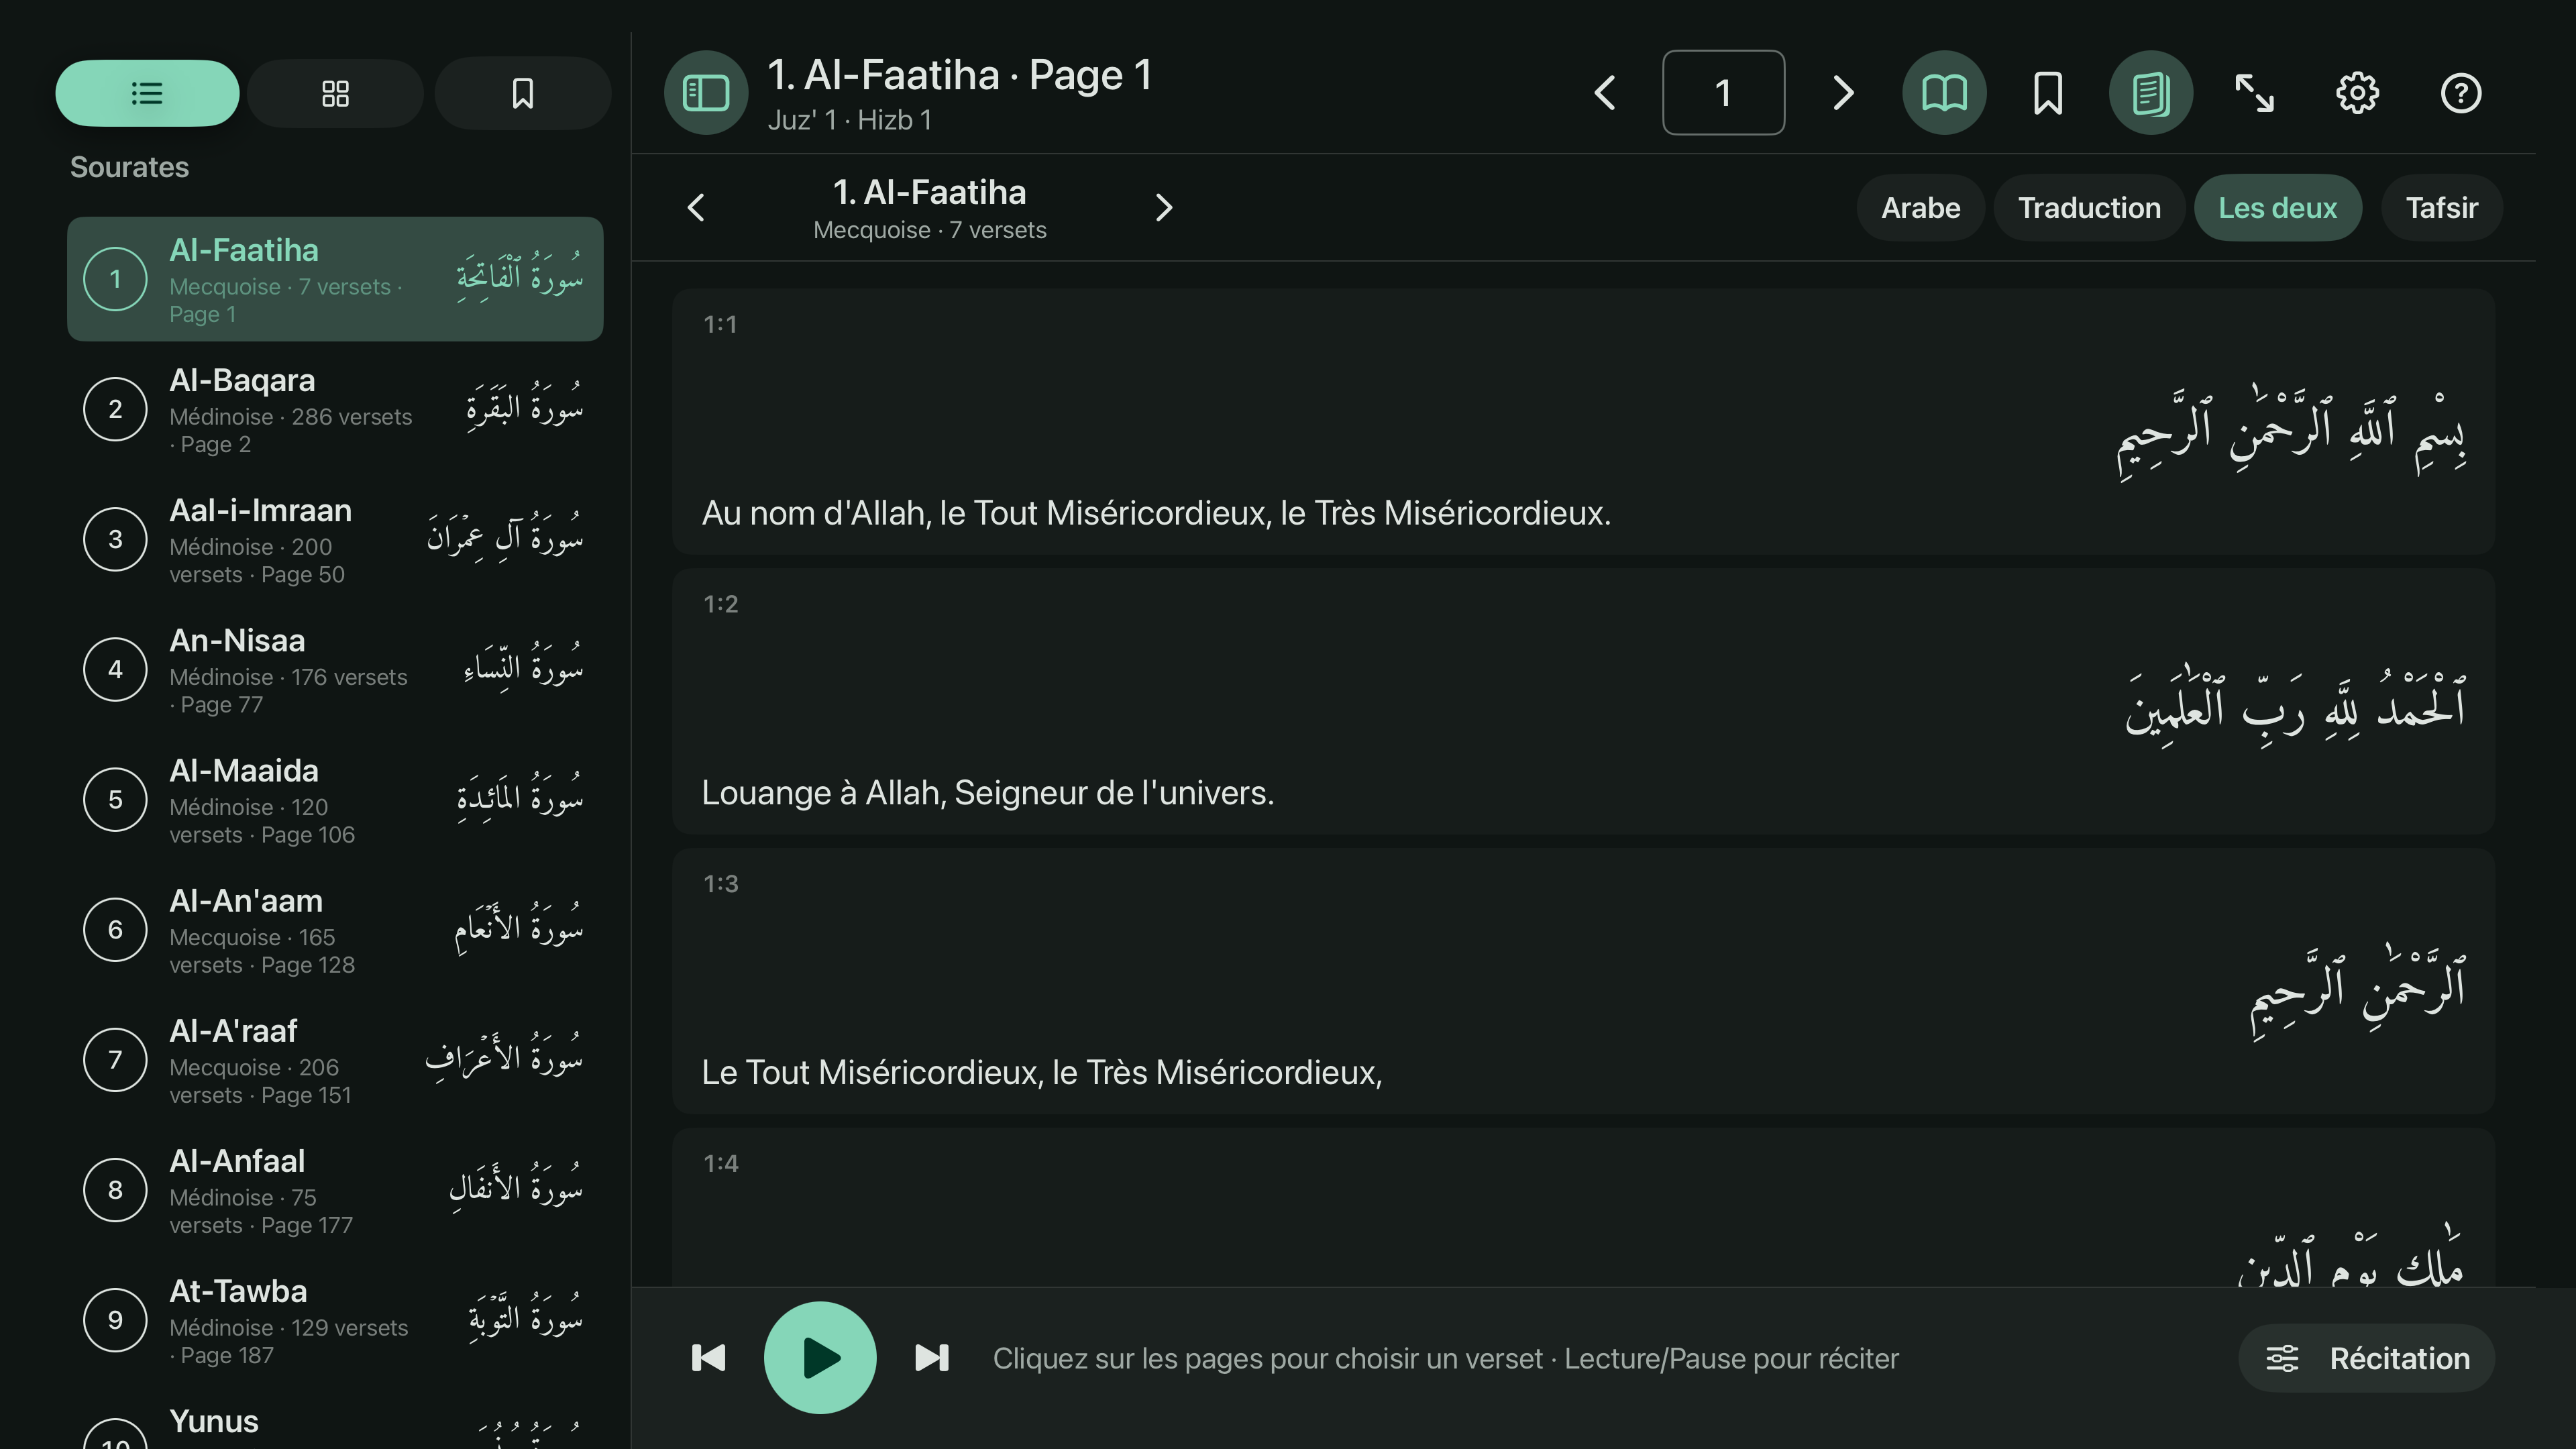 Sourates
1
Al-Faatiha
Mecquoise · 7 versets ·
Page 1
سُورَةُ ٱلْفَاتِحَةِ
2
Al-Baqara
Médinoise · 286 versets
· Page 2
سُورَةُ البَقَرَةِ
3
Aal-i-Imraan
Médinoise · 200
versets · Page 50
سُورَةُ آلِ عِمۡرَانَ
4
An-Nisaa
Médinoise · 176 versets
· Page 77
سُورَةُ النِّسَاءِ
5
Al-Maaida
Médinoise · 120
versets · Page 106
سُورَةُ المَائـِدَةِ
6
Al-An'aam
Mecquoise · 165
versets · Page 128
سُورَةُ الأَنۡعَامِ
7
Al-A'raaf
Mecquoise · 206
versets · Page 151
سُورَةُ الأَعۡرَافِ
8
Al-Anfaal
Médinoise · 75
versets · Page 177
سُورَةُ الأَنفَالِ
9
At-Tawba
Médinoise · 129 versets
· Page 187
سُورَةُ التَّوۡبَةِ
10
Yunus
1. Al-Faatiha · Page 1
Juz' 1 · Hizb 1
1
?
1. Al-Faatiha
Mecquoise · 7 versets
Arabe
Traduction
Les deux
Tafsir
1:1
بِسْمِ ٱللَّهِ ٱلرَّحْمَٰنِ ٱلرَّحِيمِ
Au nom d'Allah, le Tout Miséricordieux, le Très Miséricordieux.
1:2
ٱلْحَمْدُ لِلَّهِ رَبِّ ٱلْعَٰلَمِينَ
Louange à Allah, Seigneur de l'univers.
1:3
ٱلرَّحْمَٰنِ ٱلرَّحِيمِ
Le Tout Miséricordieux, le Très Miséricordieux,
1:4
مَٰلِكِ يَوْمِ ٱلدِّينِ
Cliquez sur les pages pour choisir un verset · Lecture/Pause pour réciter
Récitation